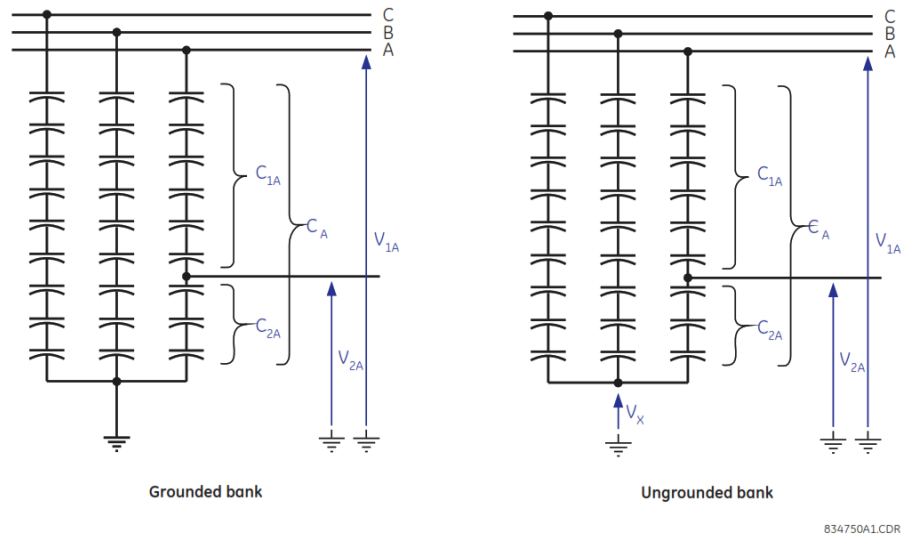 C
B
A
C1A
CA
V1A
C2A
V2A
Grounded bank
C
B
A
C1A
CA
V1A
C2A
V2A
VX
Ungrounded bank
834750A1.CDR